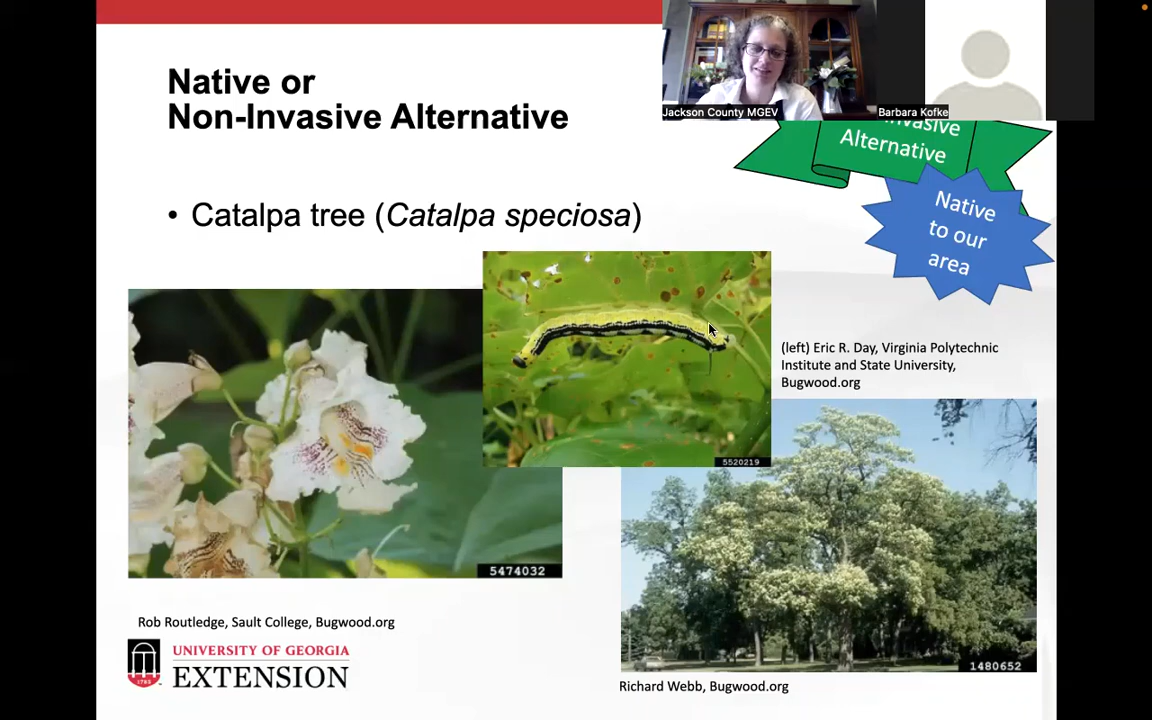 Native or
Non-Invasive Alternative
Jackson County MGEV
Barbara Kofke
Alternative
Native
to our
area
• Catalpa tree (Catalpa speciosa)
(left) Eric R. Day, Virginia Polytechnic
Institute and State University,
Bugwood.org
5520219
5474032
1480652
Rob Routledge, Sault College, Bugwood.org
Richard Webb, Bugwood.org
1785
UNIVERSITY OF GEORGIA
EXTENSION